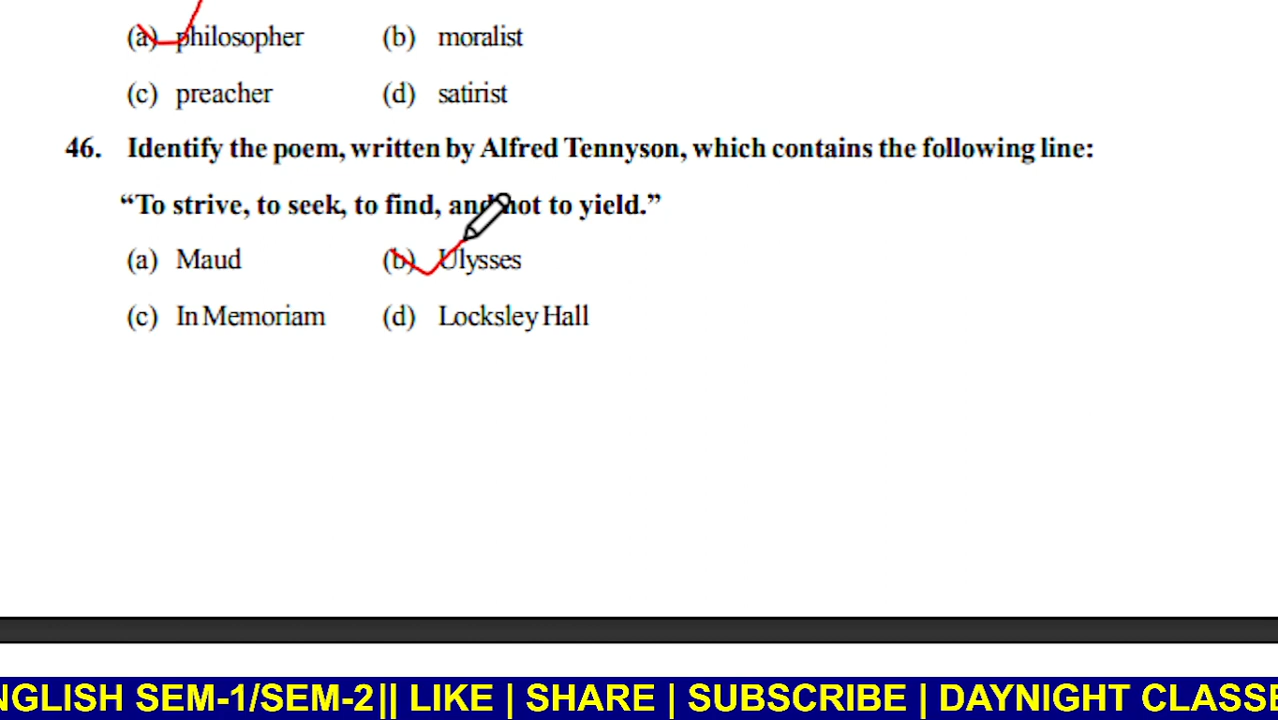 (a) philosopher (b) moralist
(c) preacher (d) satirist
46. Identify the poem, written by Alfred Tennyson, which contains the following line:
“To strive, to seek, to find, and not to yield.”
(a) Maud (b) Ulysses
(c) In Memoriam (d) Locksley Hall
NGLISH SEM-1/SEM-2|| LIKE | SHARE | SUBSCRIBE | DAYNIGHT CLASSE